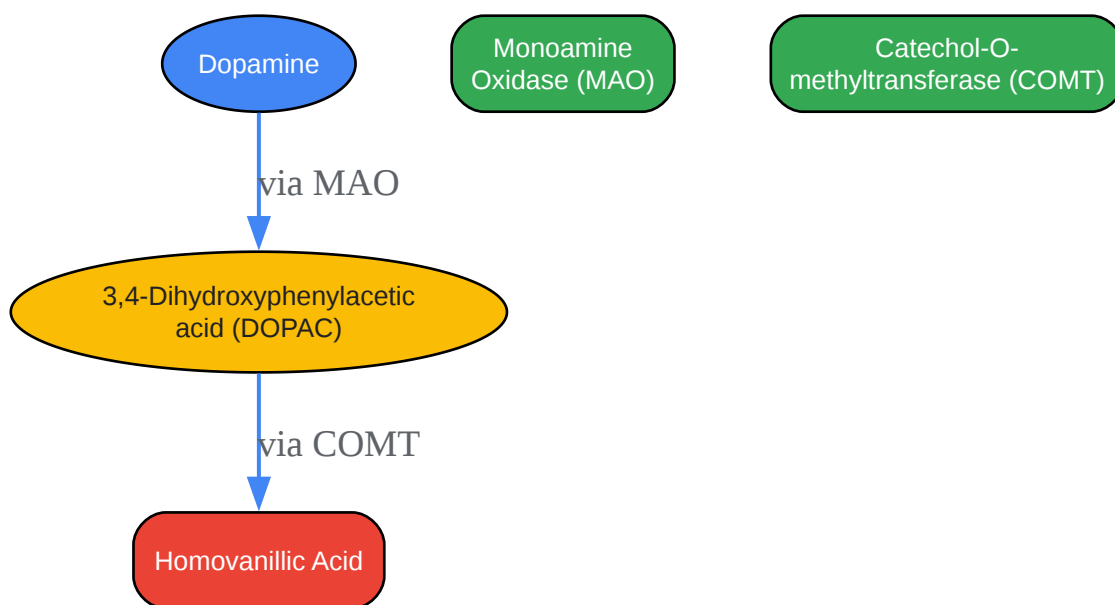 Dopamine
Monoamine
Oxidase (MAO)
Catechol-O-
methyltransferase (COMT)
via MAO
3,4-Dihydroxyphenylacetic
acid (DOPAC)
via COMT
Homovanillic Acid